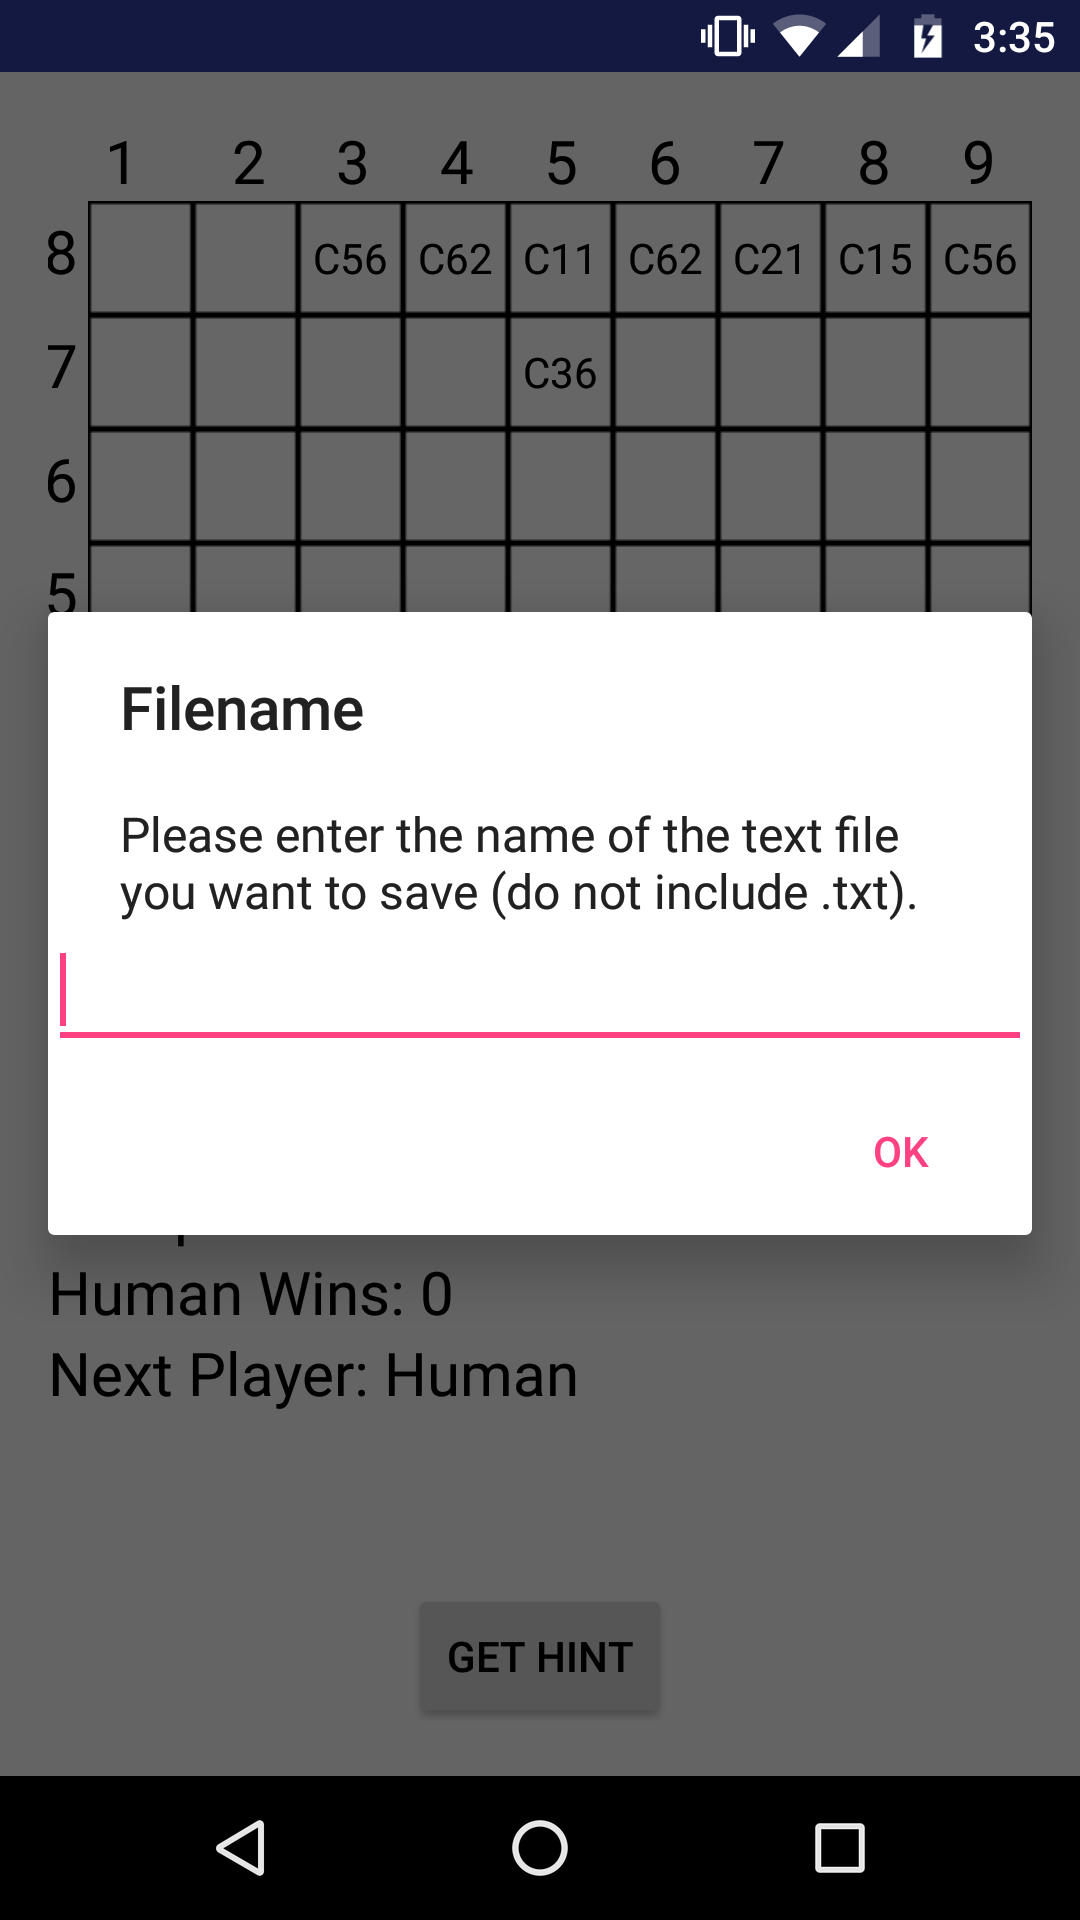 3:35
1 2 3 4 5 6 7 8 9
8 C56 C62 C11 C62 C21 C15 C56
7 C36
6
5
Filename
Please enter the name of the text file
you want to save (do not include .txt).
OK
Human Wins: 0
Next Player: Human
GET HINT